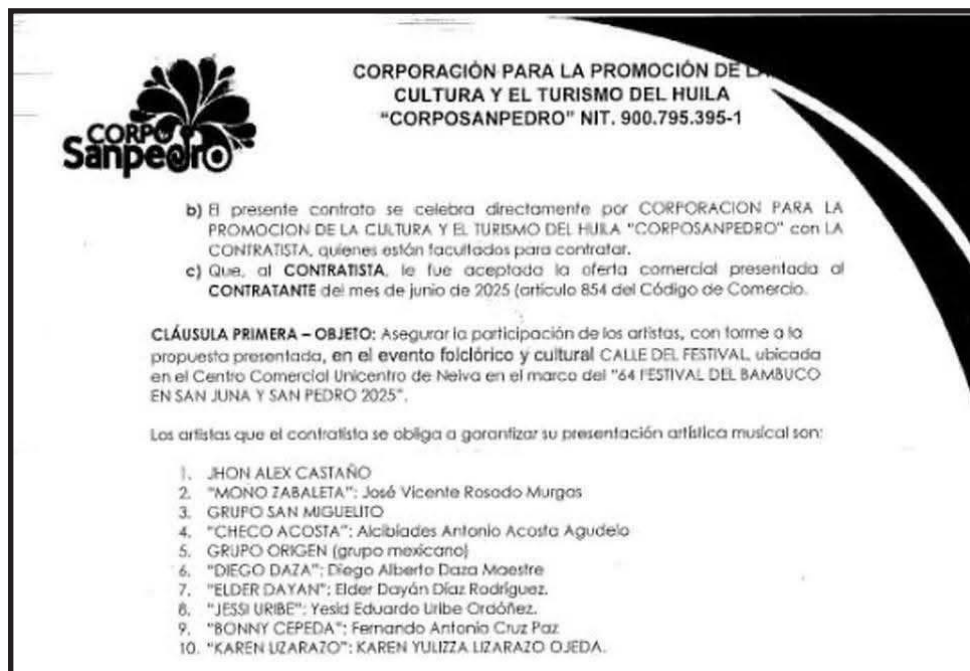 CORPO
Sanpedro
CORPORACIÓN PARA LA PROMOCIÓN DE LA
CULTURA Y EL TURISMO DEL HUILA
"CORPOSANPEDRO" NIT. 900.795.395-1
b) El presente contrato se celebra directamente por CORPORACION PARA LA
PROMOCION DE LA CULTURA Y EL TURISMO DEL HUILA "CORPOSANPEDRO" con LA
CONTRATISTA, quienes están facultados para contratar.
c) Que, al CONTRATISTA, le fue aceptada la oferta comercial presentada al
CONTRATANTE del mes de junio de 2025 (artículo 854 del Código de Comercio.
CLÁUSULA PRIMERA – OBJETO: Asegurar la participación de los artistas, con forme a la
propuesta presentada, en el evento folclórico y cultural CALLE DEL FESTIVAL, ubicada
en el Centro Comercial Unicentro de Neiva en el marco del "64 FESTIVAL DEL BAMBUCO
EN SAN JUNA Y SAN PEDRO 2025".
Los artistas que el contratista se obliga a garantizar su presentación artística musical son:
1. JHON ALEX CASTAÑO
2. "MONO ZABALETA": José Vicente Rosado Murgas
3. GRUPO SAN MIGUELITO
4. "CHECO ACOSTA": Alcibiades Antonio Acosta Agudelo
5. GRUPO ORIGEN (grupo mexicano)
6. "DIEGO DAZA": Diego Alberto Daza Maestre
7. "ELDER DAYAN": Elder Dayán Díaz Rodríguez.
8. "JESSI URIBE": Yesid Eduardo Uribe Ordóñez.
9. "BONNY CEPEDA": Fernando Antonio Cruz Paz
10. "KAREN LIZARAZO": KAREN YULIZZA LIZARAZO OJEDA.